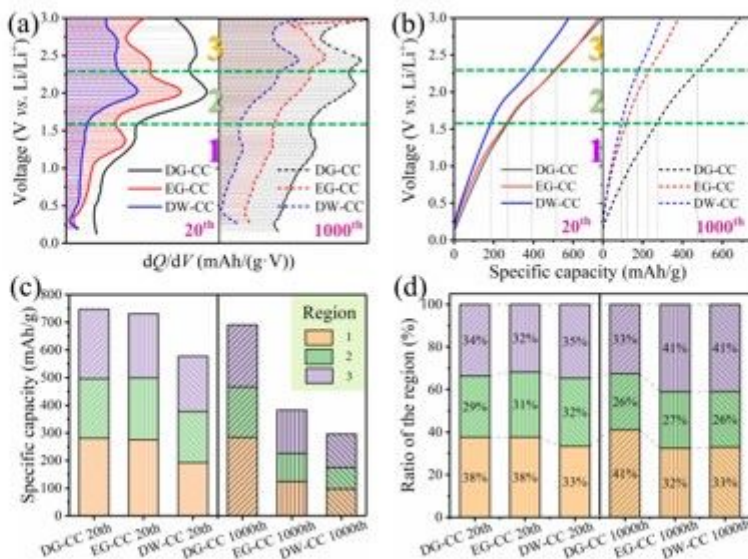 (a)
3.0
2.5
2.0
1.5
1.0
0.5
0.0
Voltage (V vs. Li/Li⁺)
3
2
1
DG-CC
EG-CC
DW-CC
20th
DG-CC
EG-CC
DW-CC
1000th
dQ/dV (mAh/(g·V))
(b)
3.0
2.5
2.0
1.5
1.0
0.5
0.0
Voltage (V vs. Li/Li⁺)
3
2
1
DG-CC
EG-CC
DW-CC
20th
DG-CC
EG-CC
DW-CC
1000th
0 200 400 600 0 200 400 600
Specific capacity (mAh/g)
(c)
800
700
600
500
400
300
200
100
0
Specific capacity (mAh/g)
Region
1
2
3
DG-CC 20th
EG-CC 20th
DW-CC 20th
DG-CC 1000th
EG-CC 1000th
DW-CC 1000th
(d)
100
80
60
40
20
0
Ratio of the region (%)
34% 32% 35% 33% 41% 41%
29% 31% 32% 26% 27% 26%
38% 38% 33% 41% 32% 33%
DG-CC 20th
EG-CC 20th
DW-CC 20th
DG-CC 1000th
EG-CC 1000th
DW-CC 1000th